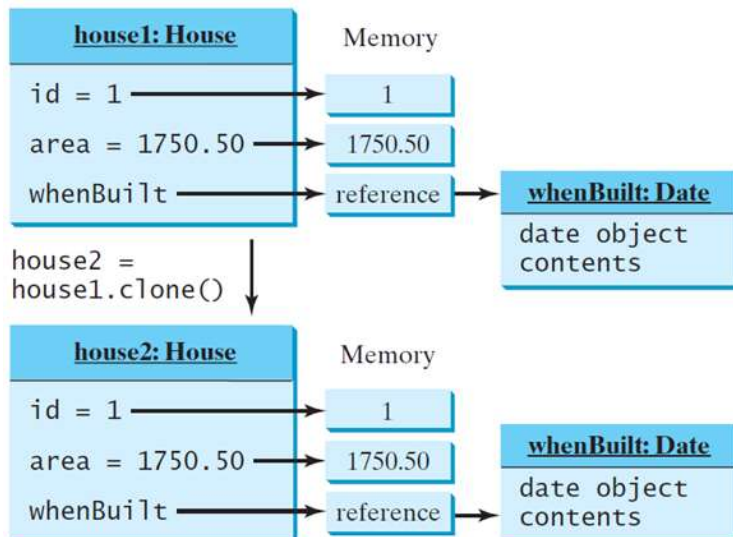 house1: House
Memory
id = 1
1
area = 1750.50
1750.50
whenBuilt
reference
whenBuilt: Date
date object
contents
house2 =
house1.clone()
house2: House
Memory
id = 1
1
area = 1750.50
1750.50
whenBuilt
reference
whenBuilt: Date
date object
contents